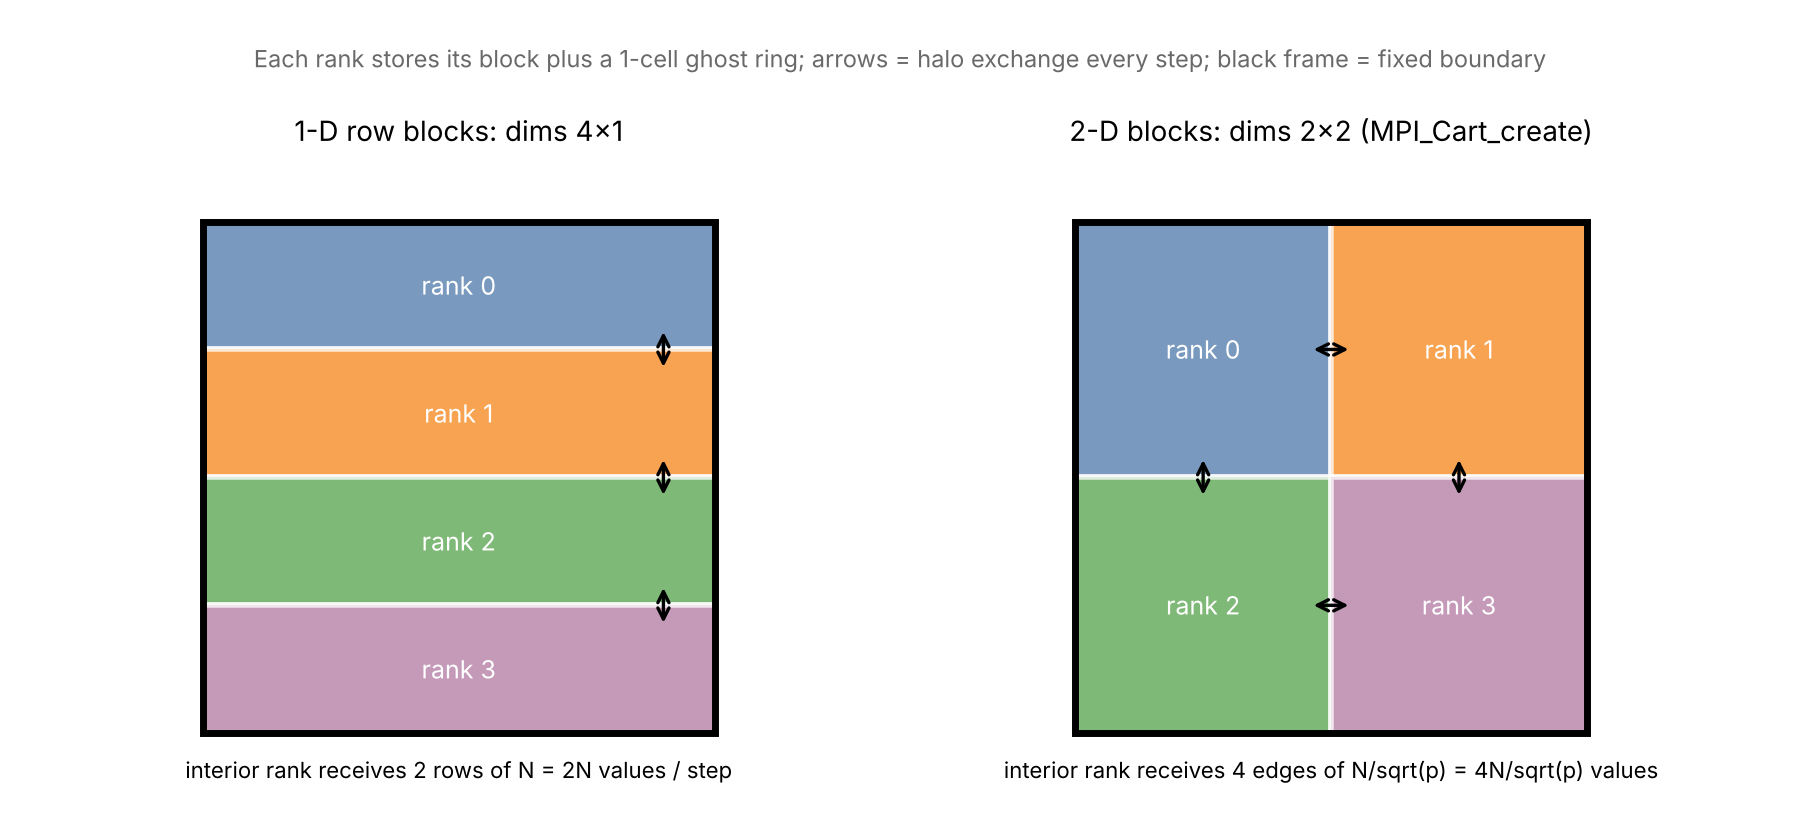 Each rank stores its block plus a 1-cell ghost ring; arrows = halo exchange every step; black frame = fixed boundary
1-D row blocks: dims 4×1
rank 0
rank 1
rank 2
rank 3
interior rank receives 2 rows of N = 2N values / step
2-D blocks: dims 2×2 (MPI_Cart_create)
rank 0
rank 1
rank 2
rank 3
interior rank receives 4 edges of N/sqrt(p) = 4N/sqrt(p) values